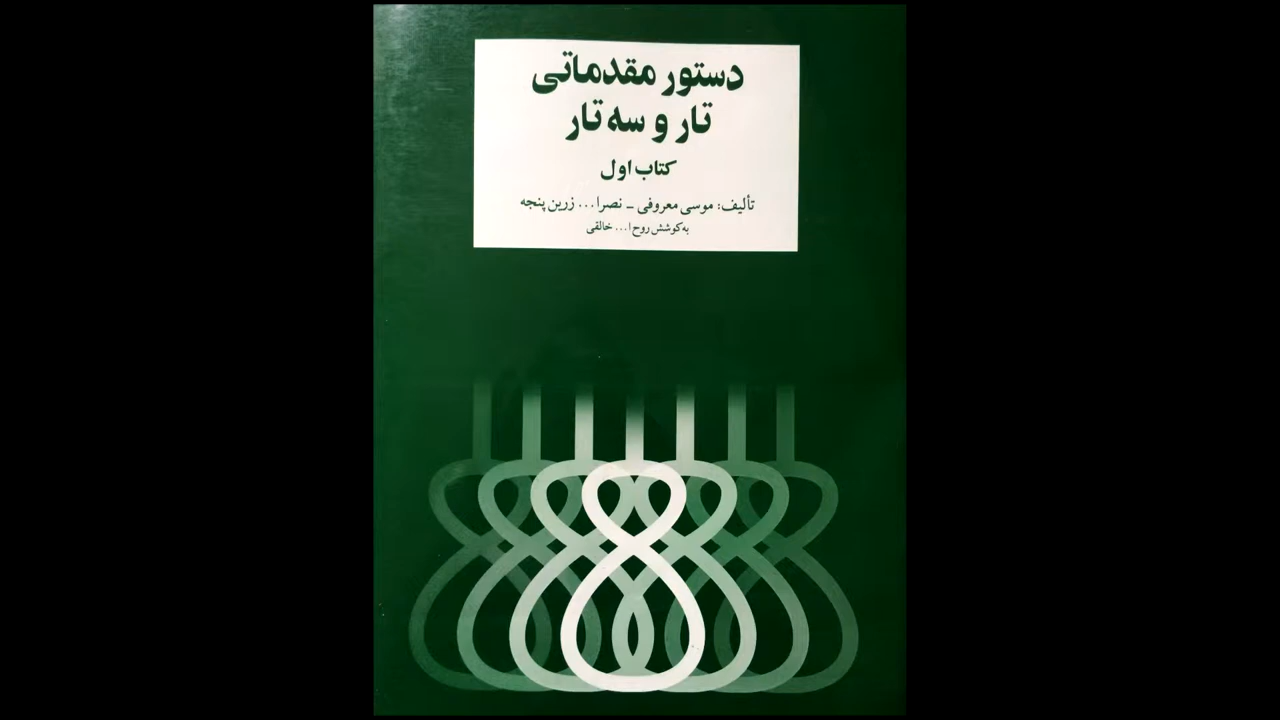 دستور مقدماتی
تار و سه تار
کتاب اول
تألیف: موسی معروفی ـ نصرا... زرین پنجه
به کوشش روح ا... خالقی